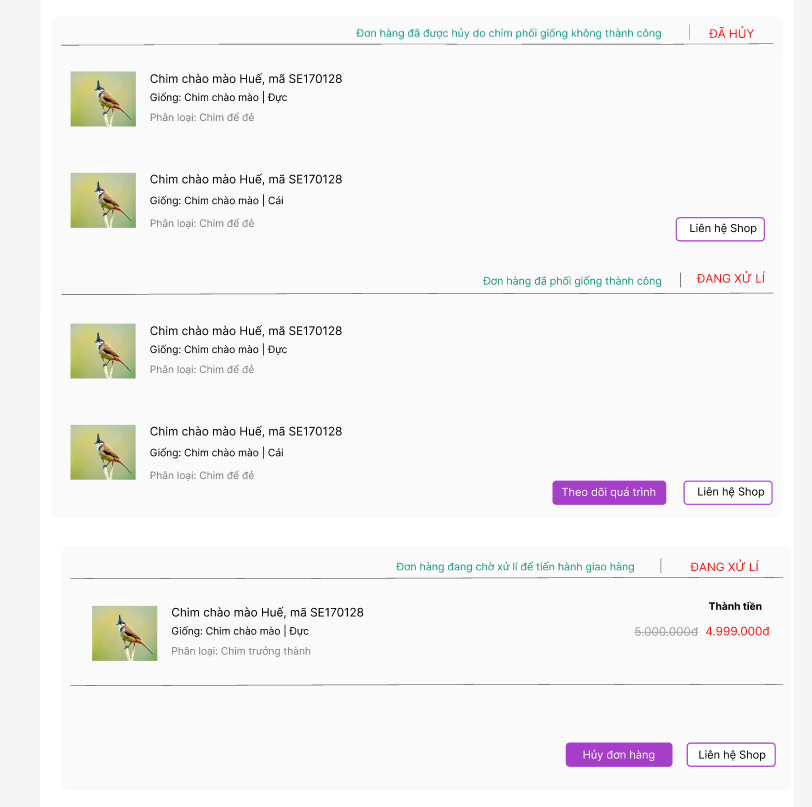 Đơn hàng đã được hủy do chim phối giống không thành công | ĐÃ HỦY
Chim chào mào Huế, mã SE170128
Giống: Chim chào mào | Đực
Phân loại: Chim để đẻ
Chim chào mào Huế, mã SE170128
Giống: Chim chào mào | Cái
Phân loại: Chim để đẻ
Liên hệ Shop
Đơn hàng đã phối giống thành công | ĐANG XỬ LÍ
Chim chào mào Huế, mã SE170128
Giống: Chim chào mào | Đực
Phân loại: Chim để đẻ
Chim chào mào Huế, mã SE170128
Giống: Chim chào mào | Cái
Phân loại: Chim để đẻ
Theo dõi quá trình Liên hệ Shop
Đơn hàng đang chờ xử lí để tiến hành giao hàng | ĐANG XỬ LÍ
Thành tiền
Chim chào mào Huế, mã SE170128
Giống: Chim chào mào | Đực
5.000.000đ 4.999.000đ
Phân loại: Chim trưởng thành
Hủy đơn hàng Liên hệ Shop